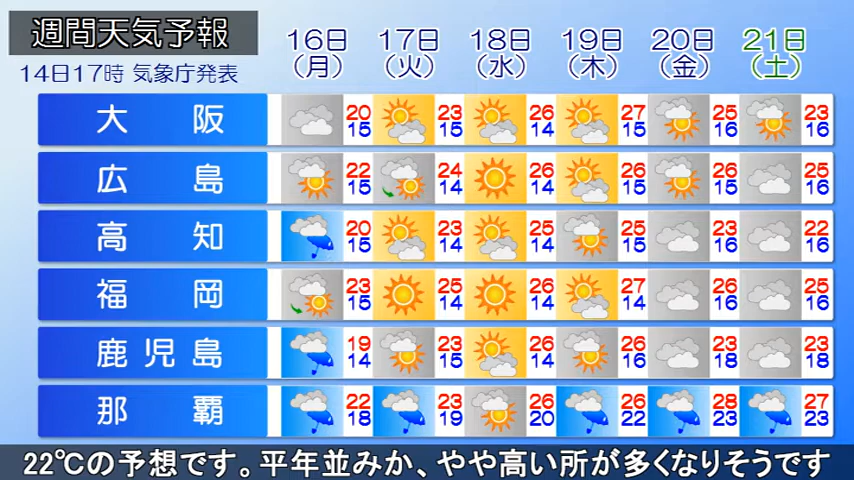 週間天気予報
14日17時 気象庁発表
16日 17日 18日 19日 20日 21日
(月) (火) (水) (木) (金) (土)
大阪 20 15 23 15 26 14 27 15 25 16 23 16
広島 22 15 24 14 26 14 26 15 26 15 25 16
高知 20 15 23 14 25 14 25 15 23 16 22 16
福岡 23 15 25 14 26 14 27 14 26 16 25 16
鹿児島 19 14 23 15 26 14 26 16 23 18 23 18
那覇 22 18 23 19 26 20 26 22 28 23 27 23
22℃の予想です。平年並みか、やや高い所が多くなりそうです